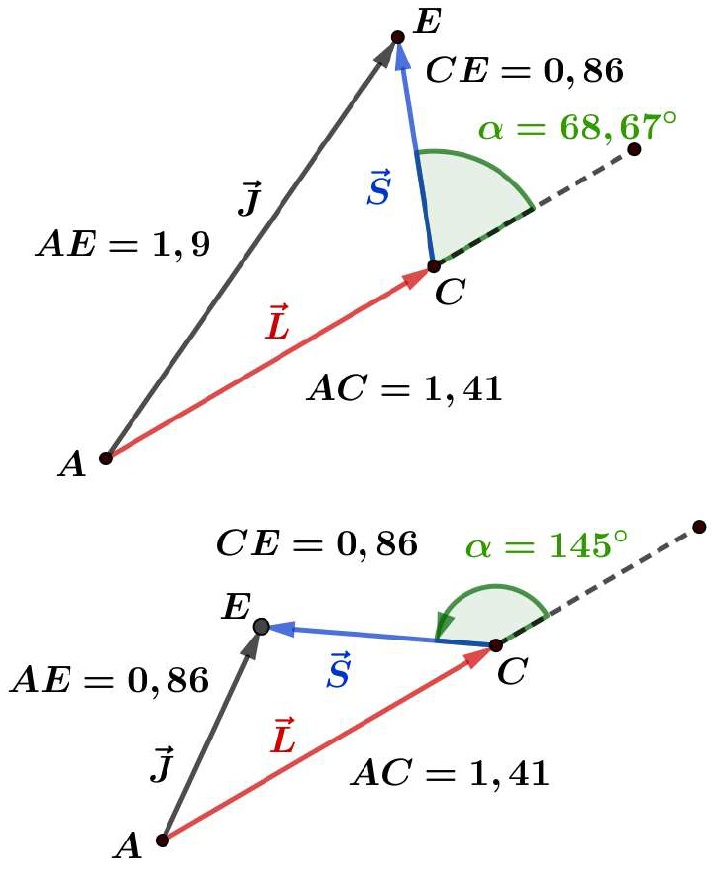 E
CE = 0,86
α = 68,67°
S⃗
J⃗
AE = 1,9
C
L⃗
AC = 1,41
A
CE = 0,86
α = 145°
E
S⃗
C
AE = 0,86
L⃗
J⃗
AC = 1,41
A